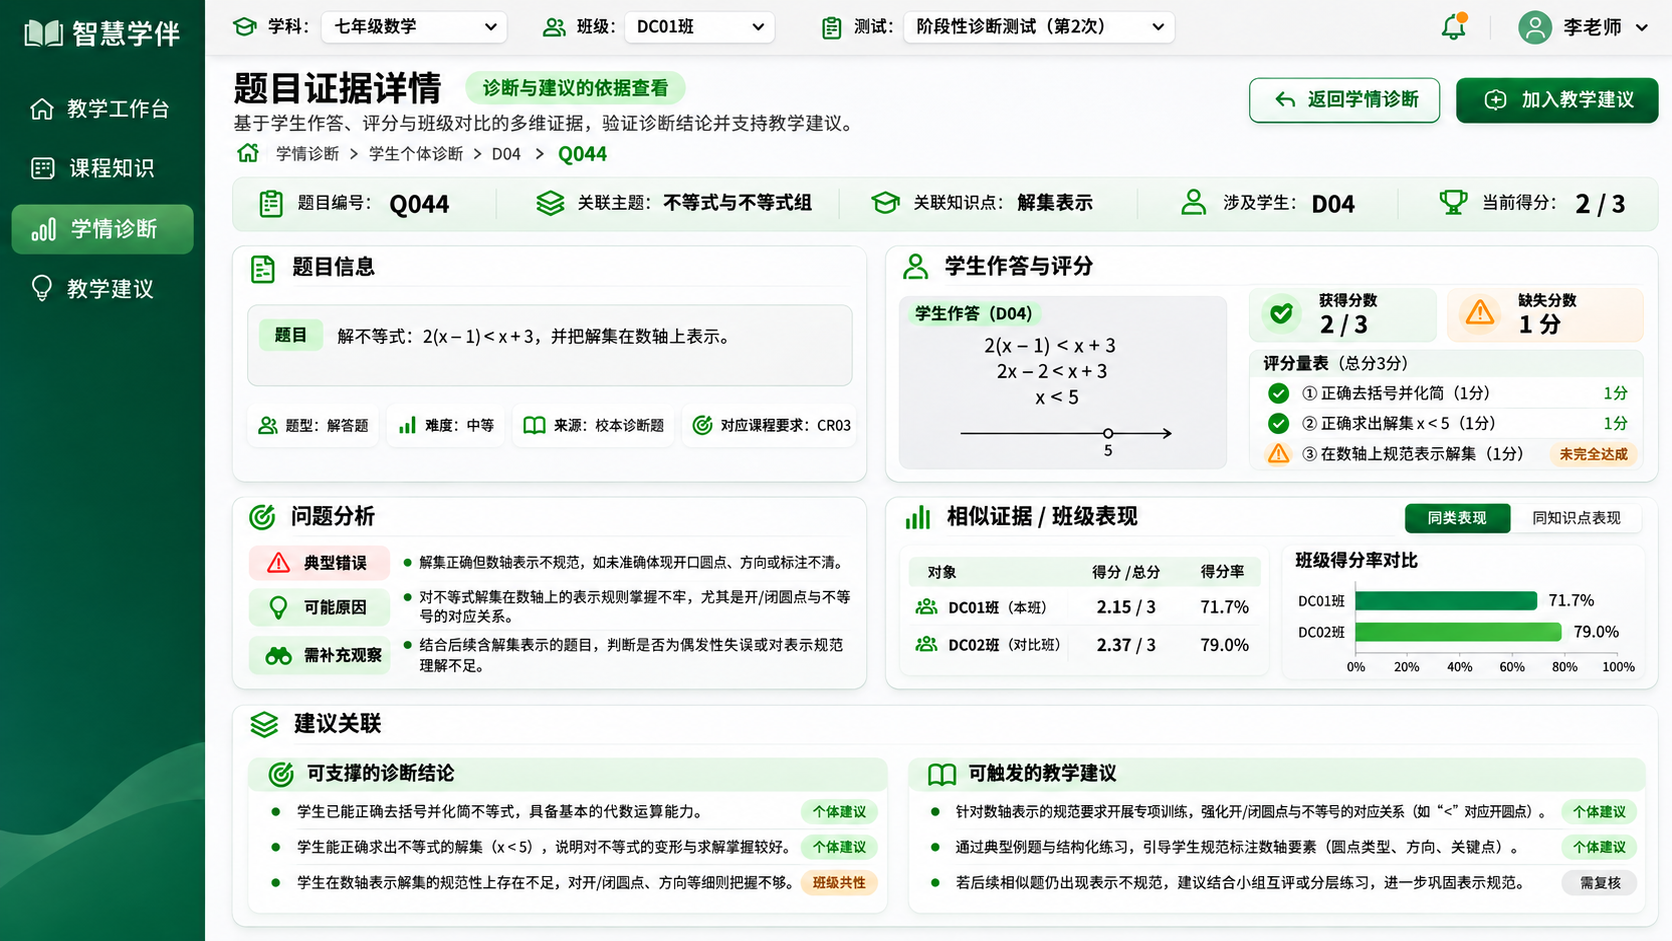 智慧学伴
教学工作台
课程知识
学情诊断
教学建议
学科： 七年级数学
班级： DC01班
测试： 阶段性诊断测试（第2次）
李老师
题目证据详情
诊断与建议的依据查看
返回学情诊断
加入教学建议
基于学生作答、评分与班级对比的多维证据，验证诊断结论并支持教学建议。
学情诊断 > 学生个体诊断 > D04 > Q044
题目编号： Q044
关联主题： 不等式与不等式组
关联知识点： 解集表示
涉及学生： D04
当前得分： 2 / 3
题目信息
题目 解不等式：2(x – 1) < x + 3，并把解集在数轴上表示。
题型：解答题
难度：中等
来源：校本诊断题
对应课程要求：CR03
学生作答与评分
学生作答（D04）
2(x – 1) < x + 3
2x – 2 < x + 3
x < 5
5
获得分数
2 / 3
缺失分数
1 分
评分量表（总分3分）
① 正确去括号并化简（1分） 1分
② 正确求出解集 x < 5（1分） 1分
③ 在数轴上规范表示解集（1分） 未完全达成
问题分析
典型错误
解集正确但数轴表示不规范，如未准确体现开口圆点、方向或标注不清。
可能原因
对不等式解集在数轴上的表示规则掌握不牢，尤其是开/闭圆点与不等
号的对应关系。
需补充观察
结合后续含解集表示的题目，判断是否为偶发性失误或对表示规范
理解不足。
相似证据 / 班级表现
同类表现
同知识点表现
对象 得分 /总分 得分率
DC01班（本班） 2.15 / 3 71.7%
DC02班（对比班） 2.37 / 3 79.0%
班级得分率对比
DC01班 71.7%
DC02班 79.0%
0% 20% 40% 60% 80% 100%
建议关联
可支撑的诊断结论
学生已能正确去括号并化简不等式，具备基本的代数运算能力。 个体建议
学生能正确求出不等式的解集（x < 5），说明对不等式的变形与求解掌握较好。 个体建议
学生在数轴表示解集的规范性上存在不足，对开/闭圆点、方向等细则把握不够。 班级共性
可触发的教学建议
针对数轴表示的规范要求开展专项训练，强化开/闭圆点与不等号的对应关系（如“<”对应开圆点）。 个体建议
通过典型例题与结构化练习，引导学生规范标注数轴要素（圆点类型、方向、关键点）。 个体建议
若后续相似题仍出现表示不规范，建议结合小组互评或分层练习，进一步巩固表示规范。 需复核